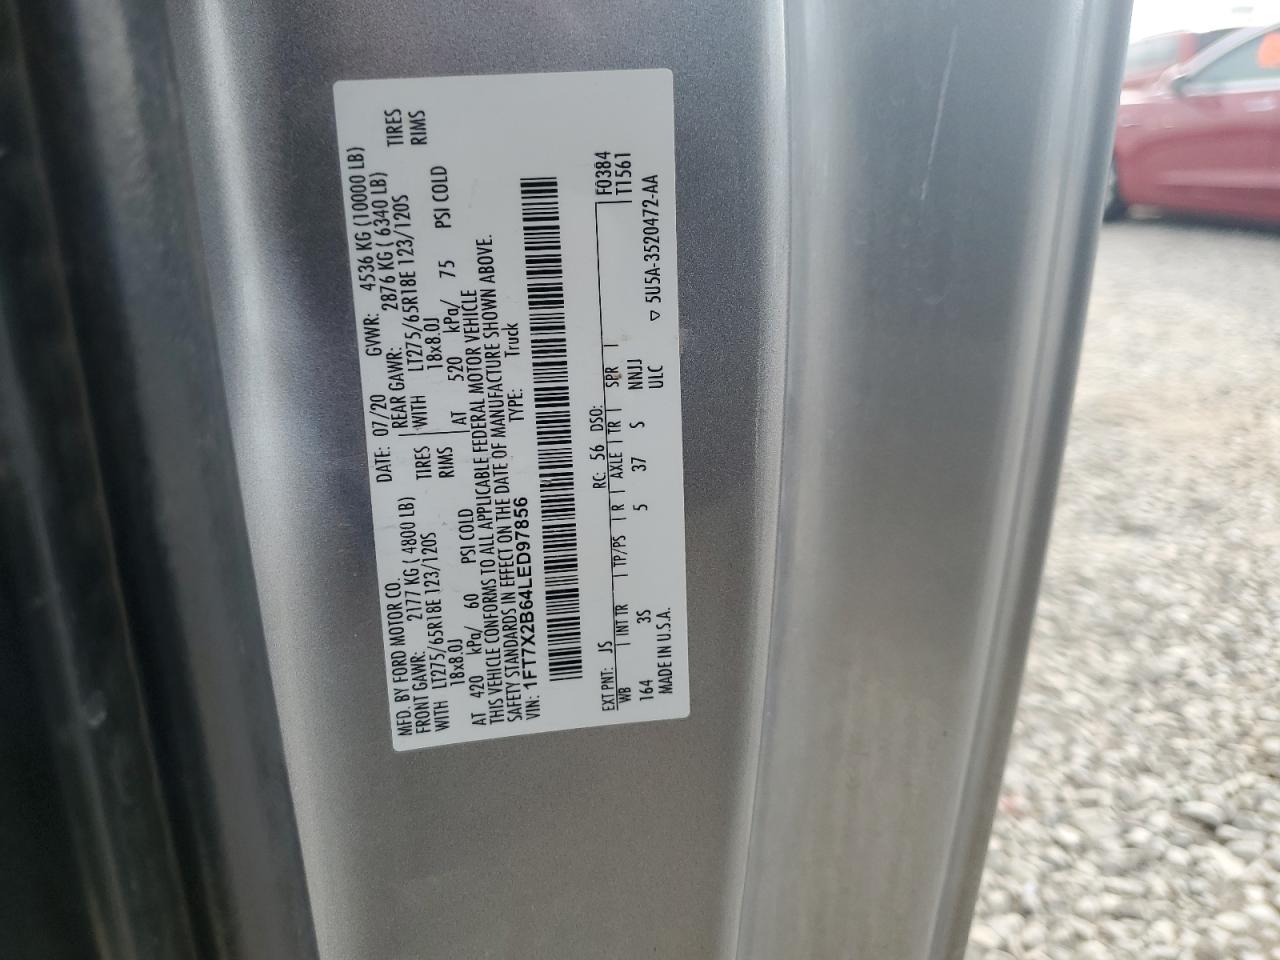 MFD. BY FORD MOTOR CO. DATE: 07/20 GVWR: 4536 KG (10000 LB)
FRONT GAWR: 2177 KG ( 4800 LB) REAR GAWR: 2876 KG ( 6340 LB)
WITH LT275/65R18E 123/120S TIRES WITH LT275/65R18E 123/120S TIRES
18x8.0J RIMS 18x8.0J RIMS
AT 420 kPa/ 60 PSI COLD AT 520 kPa/ 75 PSI COLD
THIS VEHICLE CONFORMS TO ALL APPLICABLE FEDERAL MOTOR VEHICLE
SAFETY STANDARDS IN EFFECT ON THE DATE OF MANUFACTURE SHOWN ABOVE.
VIN: 1FT7X2B64LED97856 TYPE: Truck
EXT PNT: JS RC: 56 DSO: F0384
WB INT TR TP/PS R AXLE TR SPR T1561
164 3S 5 37 S NNJJ
MADE IN U.S.A. ULC ▽ 5U5A-3520472-AA